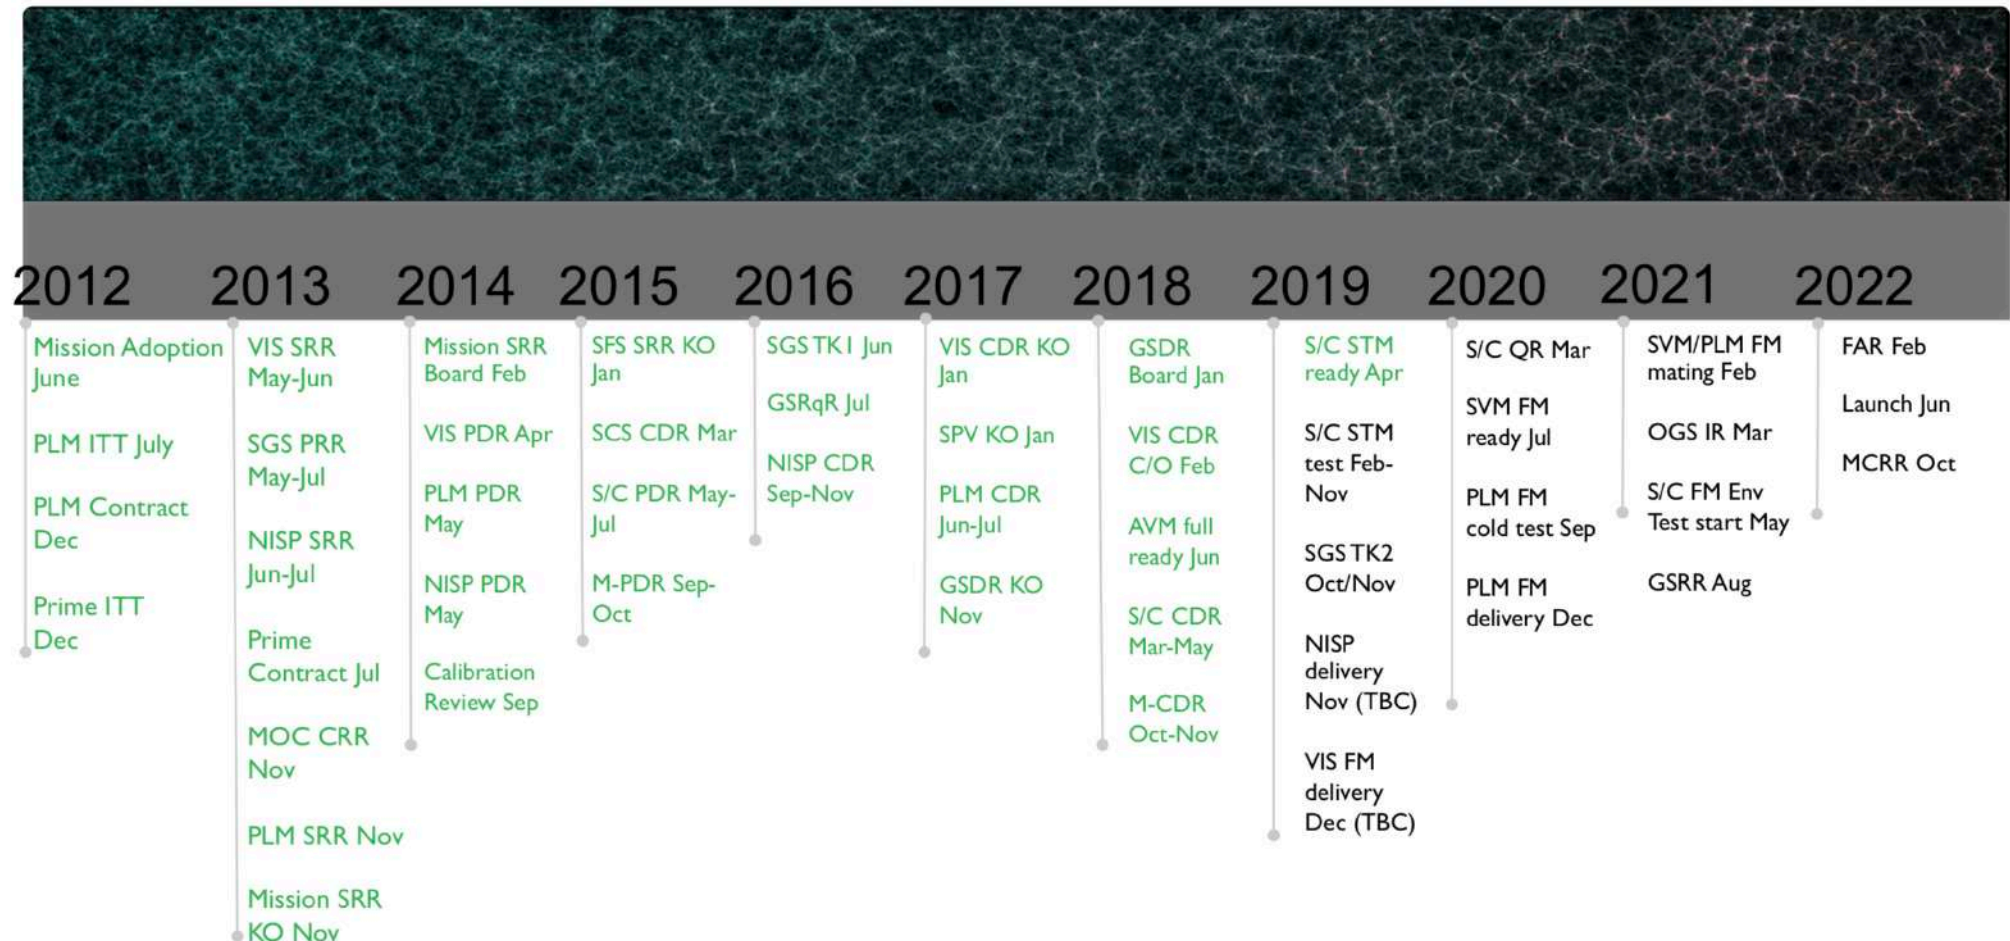 2012 2013 2014 2015 2016 2017 2018 2019 2020 2021 2022
Mission Adoption
June
PLM ITT July
PLM Contract
Dec
Prime ITT
Dec
VIS SRR
May-Jun
SGS PRR
May-Jul
NISP SRR
Jun-Jul
Prime
Contract Jul
MOC CRR
Nov
PLM SRR Nov
Mission SRR
KO Nov
Mission SRR
Board Feb
VIS PDR Apr
PLM PDR
May
NISP PDR
May
Calibration
Review Sep
SFS SRR KO
Jan
SCS CDR Mar
S/C PDR May-
Jul
M-PDR Sep-
Oct
SGS TK1 Jun
GSRqR Jul
NISP CDR
Sep-Nov
VIS CDR KO
Jan
SPV KO Jan
PLM CDR
Jun-Jul
GSDR KO
Nov
GSDR
Board Jan
VIS CDR
C/O Feb
AVM full
ready Jun
S/C CDR
Mar-May
M-CDR
Oct-Nov
S/C STM
ready Apr
S/C STM
test Feb-
Nov
SGS TK2
Oct/Nov
NISP
delivery
Nov (TBC)
VIS FM
delivery
Dec (TBC)
S/C QR Mar
SVM FM
ready Jul
PLM FM
cold test Sep
PLM FM
delivery Dec
SVM/PLM FM
mating Feb
OGS IR Mar
S/C FM Env
Test start May
GSRR Aug
FAR Feb
Launch Jun
MCRR Oct